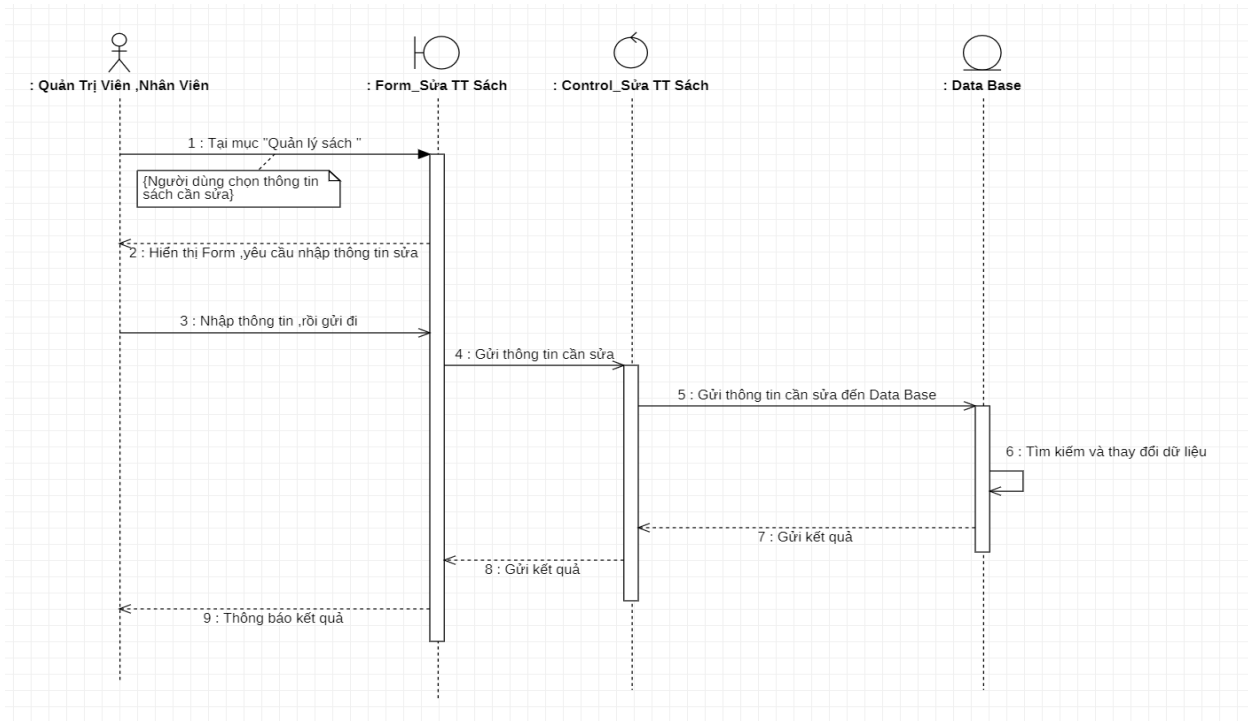 : Quản Trị Viên ,Nhân Viên
: Form_Sửa TT Sách
: Control_Sửa TT Sách
: Data Base
1 : Tại mục "Quản lý sách "
{Người dùng chọn thông tin
sách cần sửa}
2 : Hiển thị Form ,yêu cầu nhập thông tin sửa
3 : Nhập thông tin ,rồi gửi đi
4 : Gửi thông tin cần sửa
5 : Gửi thông tin cần sửa đến Data Base
6 : Tìm kiếm và thay đổi dữ liệu
7 : Gửi kết quả
8 : Gửi kết quả
9 : Thông báo kết quả